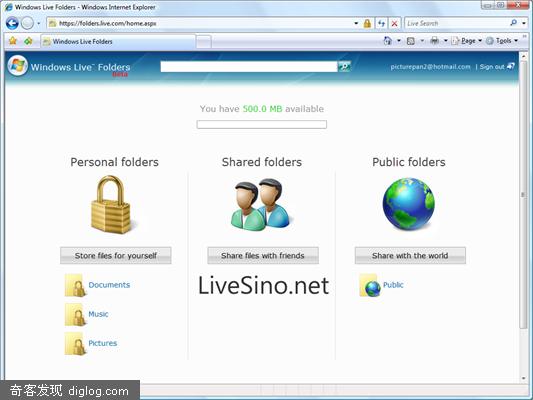 Windows Live Folders - Windows Internet Explorer
https://folders.live.com/home.aspx
Live Search
Windows Live Folders
Page
Tools
Windows Live™ Folders
Beta
picturepan2@hotmail.com | Sign out
You have 500.0 MB available
Personal folders
Shared folders
Public folders
Store files for yourself
Share files with friends
Share with the world
Documents
Public
Music
Pictures
LiveSino.net
奇客发现 diglog.com